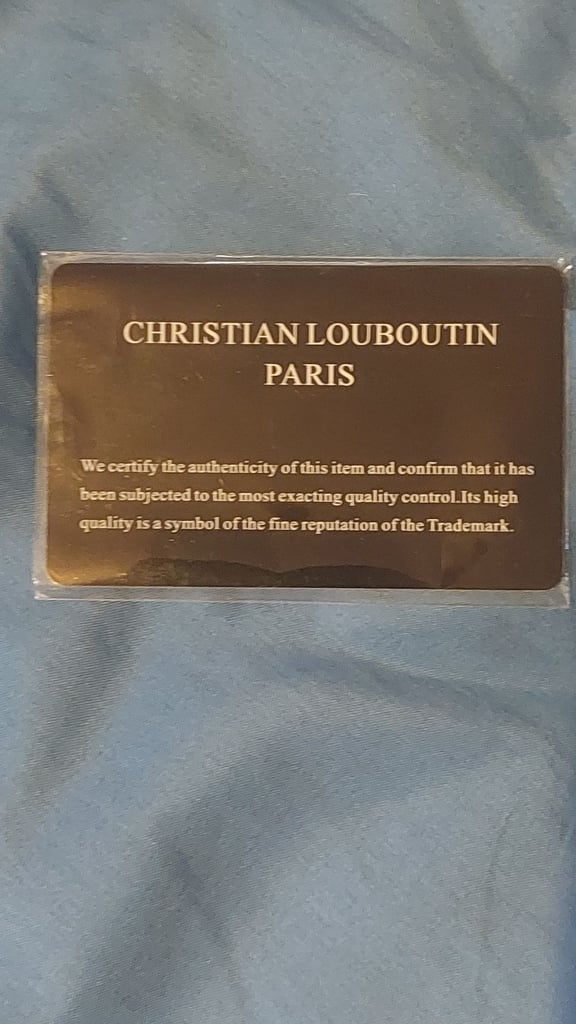 CHRISTIAN LOUBOUTIN
PARIS
We certify the authenticity of this item and confirm that it has
been subjected to the most exacting quality control.Its high
quality is a symbol of the fine reputation of the Trademark.